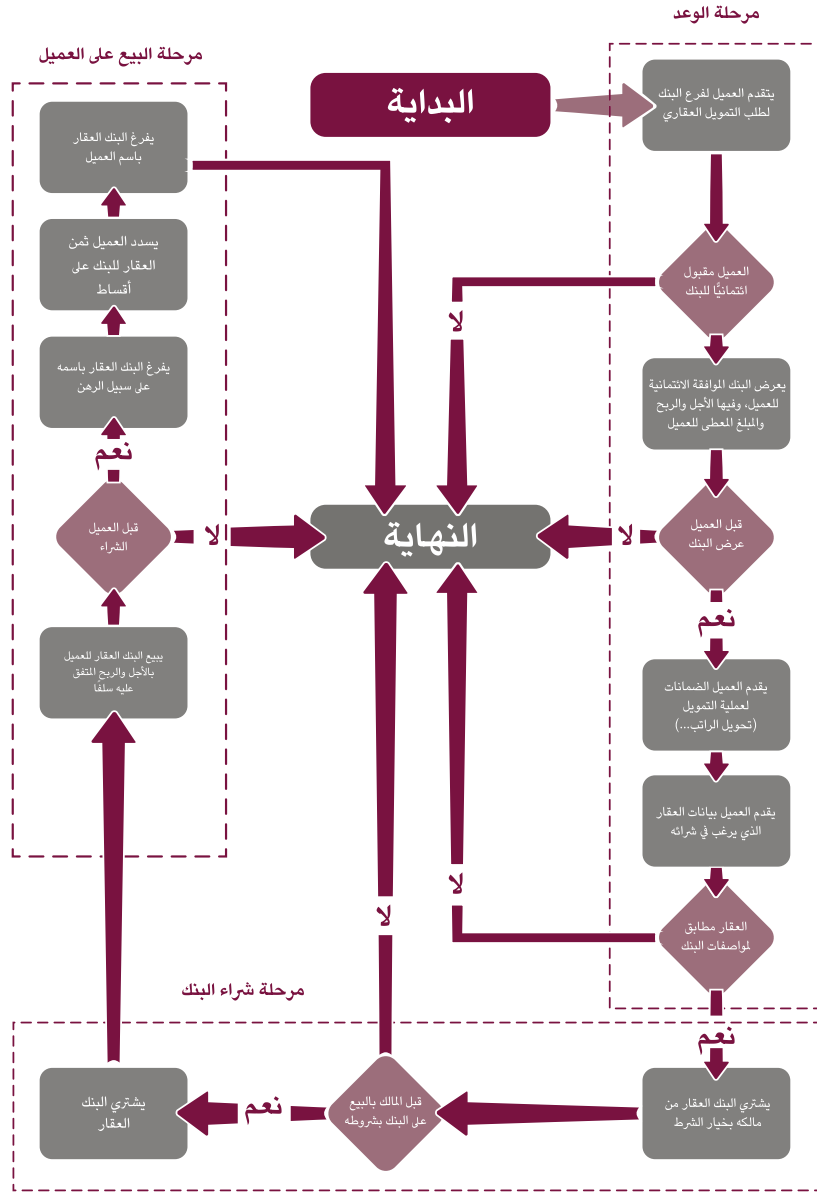 مرحلة الوعد
البداية
يتقدم العميل لفرع البنك
لطلب التمويل العقاري
العميل مقبول
ائتمانيًّا للبنك
لا
يعرض البنك الموافقة الائتمانية
للعميل، وفيها الأجل والربح
والمبلغ المعطى للعميل
قبل العميل
عرض البنك
لا
النهاية
نعم
يقدم العميل الضمانات
لعملية التمويل
(تحويل الراتب...)
يقدم العميل بيانات العقار
الذي يرغب في شرائه
العقار مطابق
لمواصفات البنك
لا
نعم
مرحلة شراء البنك
يشتري البنك العقار من
مالكه بخيار الشرط
قبل المالك بالبيع
على البنك بشروطه
لا
نعم
يشتري البنك
العقار
مرحلة البيع على العميل
يبيع البنك العقار للعميل
بالأجل والربح المتفق
عليه سلفًا
قبل العميل
الشراء
لا
نعم
يفرغ البنك العقار باسمه
على سبيل الرهن
يسدد العميل ثمن
العقار للبنك على
أقساط
يفرغ البنك العقار
باسم العميل